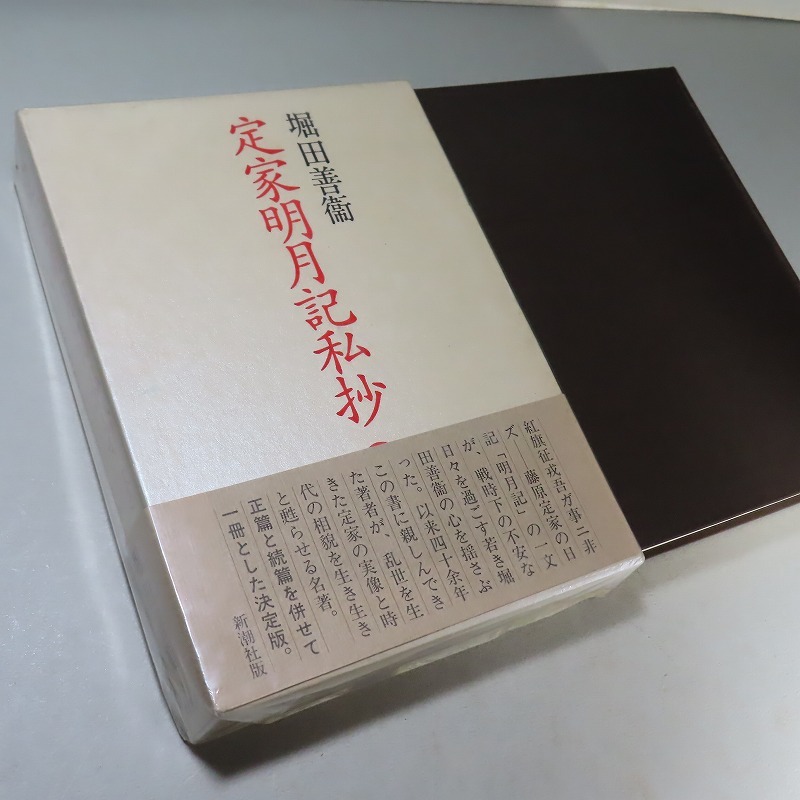 堀田善衞
定家明月記私抄
紅旗征戎吾ガ事ニ非
ズ――藤原定家の日
記「明月記」の一文
が、戦時下の不安な
日々を過ごす若き堀
田善衞の心を揺さぶ
った。以来四十余年
この書に親しんでき
た著者が、乱世を生
きた定家の実像と時
代の相貌を生き生き
と甦らせる名著。
正篇と続篇を併せて
一冊とした決定版。
新潮社版